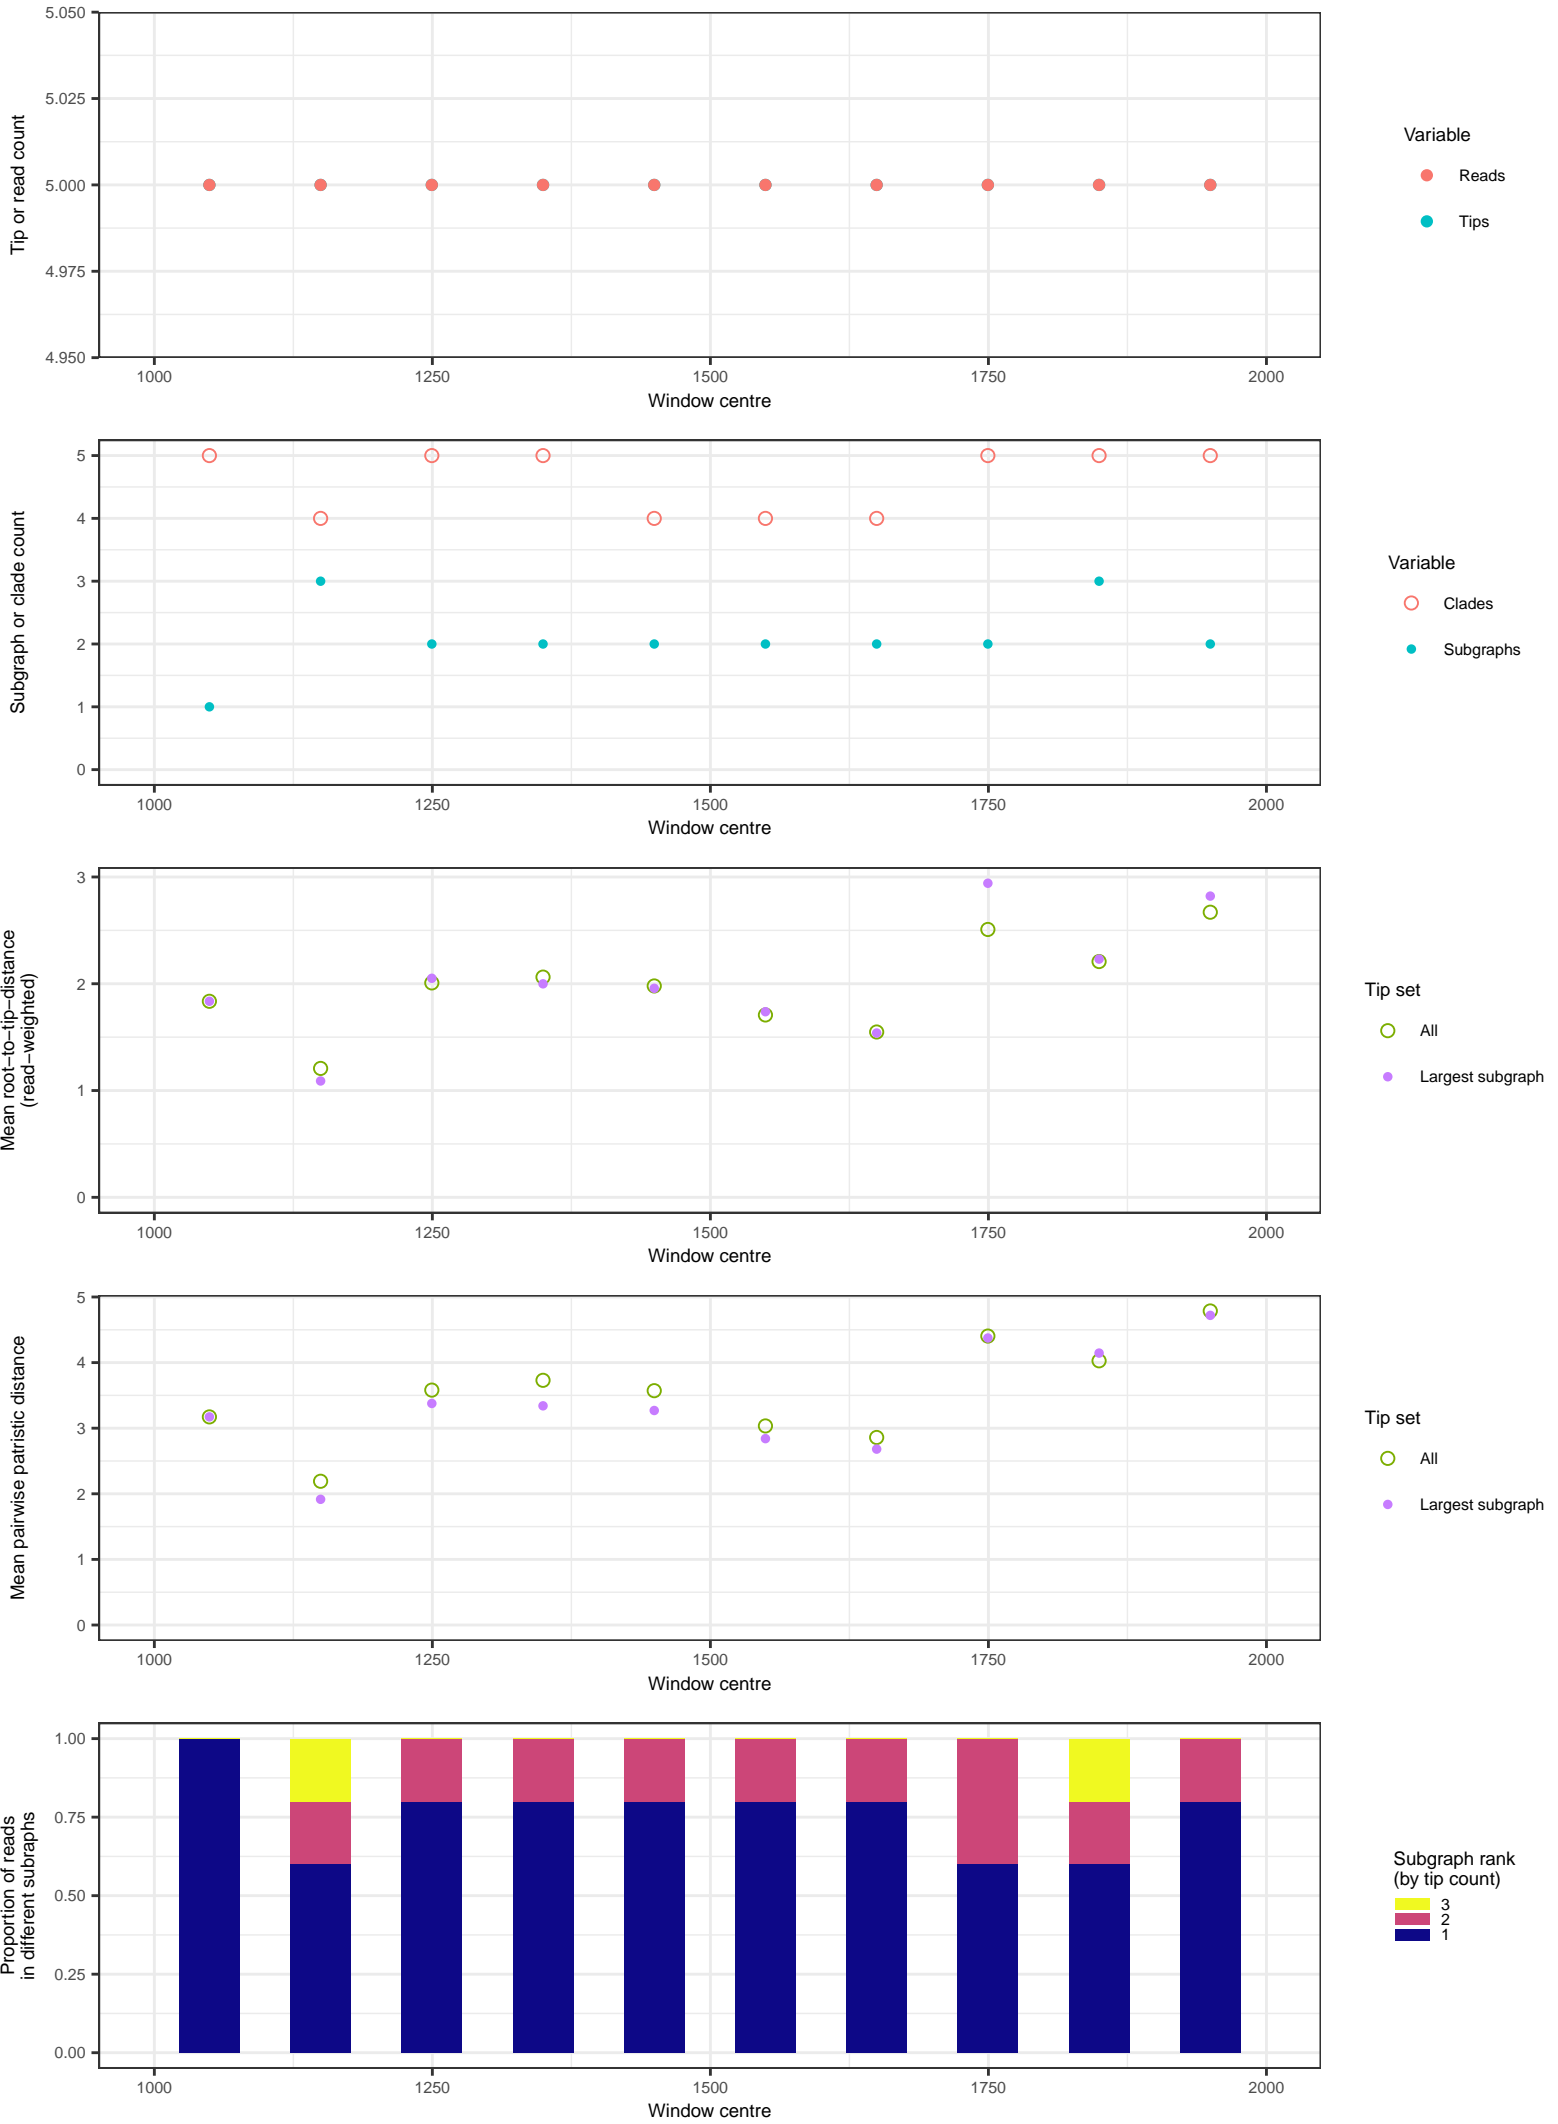 5.050
5.025
5.000
4.975
4.950
Tip or read count
1000 1250 1500 1750 2000
Window centre
Variable
Reads
Tips
5
4
3
2
1
0
Subgraph or clade count
1000 1250 1500 1750 2000
Window centre
Variable
Clades
Subgraphs
3
2
1
0
Mean root−to−tip−distance
(read−weighted)
1000 1250 1500 1750 2000
Window centre
Tip set
All
Largest subgraph
5
4
3
2
1
0
Mean pairwise patristic distance
1000 1250 1500 1750 2000
Window centre
Tip set
All
Largest subgraph
1.00
0.75
0.50
0.25
0.00
Proportion of reads
in different subraphs
1000 1250 1500 1750 2000
Window centre
Subgraph rank
(by tip count)
3
2
1